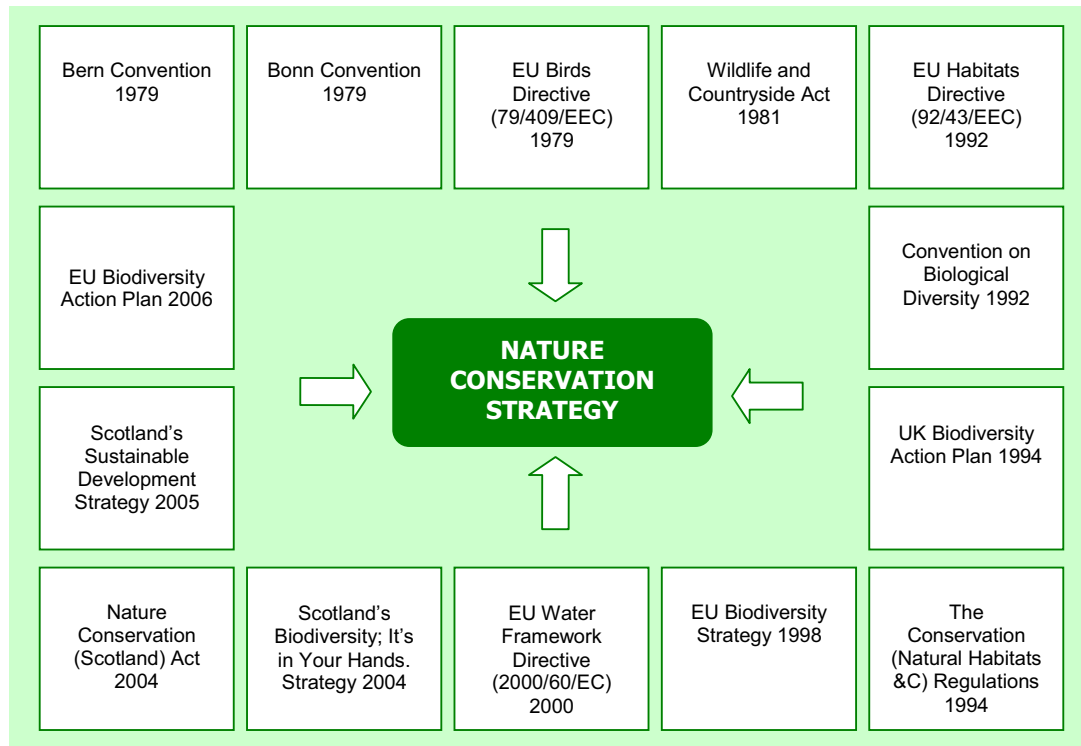 Bern Convention
1979
Bonn Convention
1979
EU Birds
Directive
(79/409/EEC)
1979
Wildlife and
Countryside Act
1981
EU Habitats
Directive
(92/43/EEC)
1992
EU Biodiversity
Action Plan 2006
Convention on
Biological
Diversity 1992
NATURE
CONSERVATION
STRATEGY
Scotland's
Sustainable
Development
Strategy 2005
UK Biodiversity
Action Plan 1994
Nature
Conservation
(Scotland) Act
2004
Scotland's
Biodiversity; It's
in Your Hands.
Strategy 2004
EU Water
Framework
Directive
(2000/60/EC)
2000
EU Biodiversity
Strategy 1998
The
Conservation
(Natural Habitats
&C) Regulations
1994